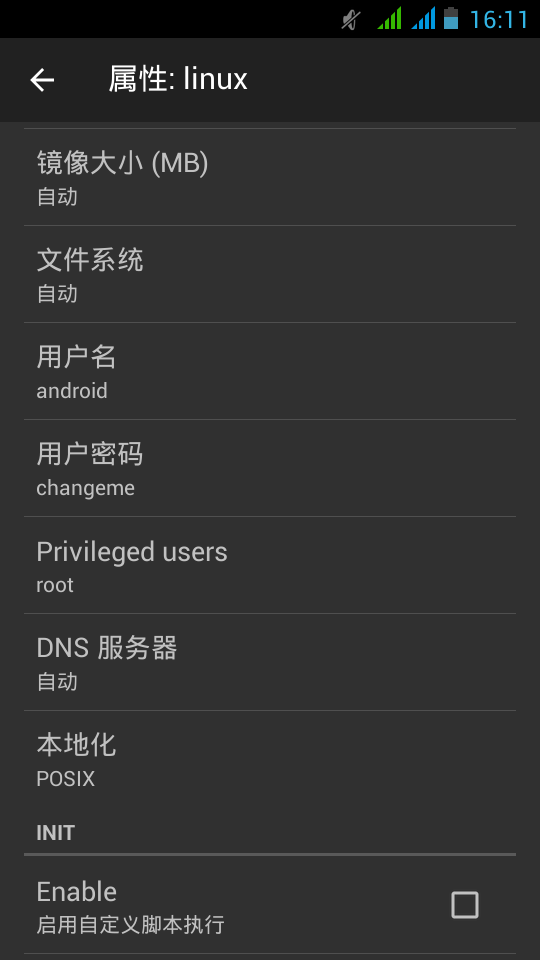 16:11
属性: linux
镜像大小 (MB)
自动
文件系统
自动
用户名
android
用户密码
changeme
Privileged users
root
DNS 服务器
自动
本地化
POSIX
INIT
Enable
启用自定义脚本执行